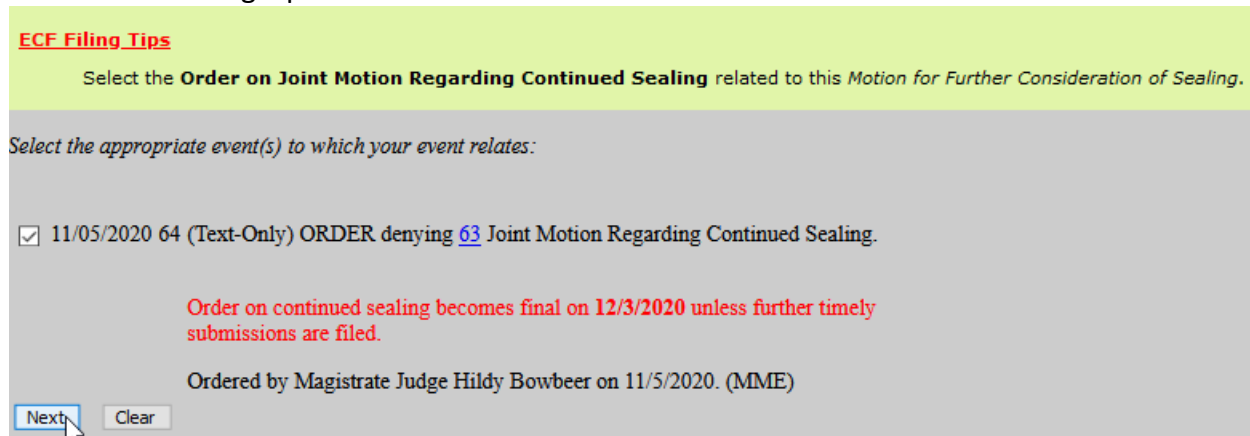 ECF Filing Tips
Select the Order on Joint Motion Regarding Continued Sealing related to this Motion for Further Consideration of Sealing.
Select the appropriate event(s) to which your event relates:
11/05/2020 64 (Text-Only) ORDER denying 63 Joint Motion Regarding Continued Sealing.
Order on continued sealing becomes final on 12/3/2020 unless further timely
submissions are filed.
Ordered by Magistrate Judge Hildy Bowbeer on 11/5/2020. (MME)
Next Clear